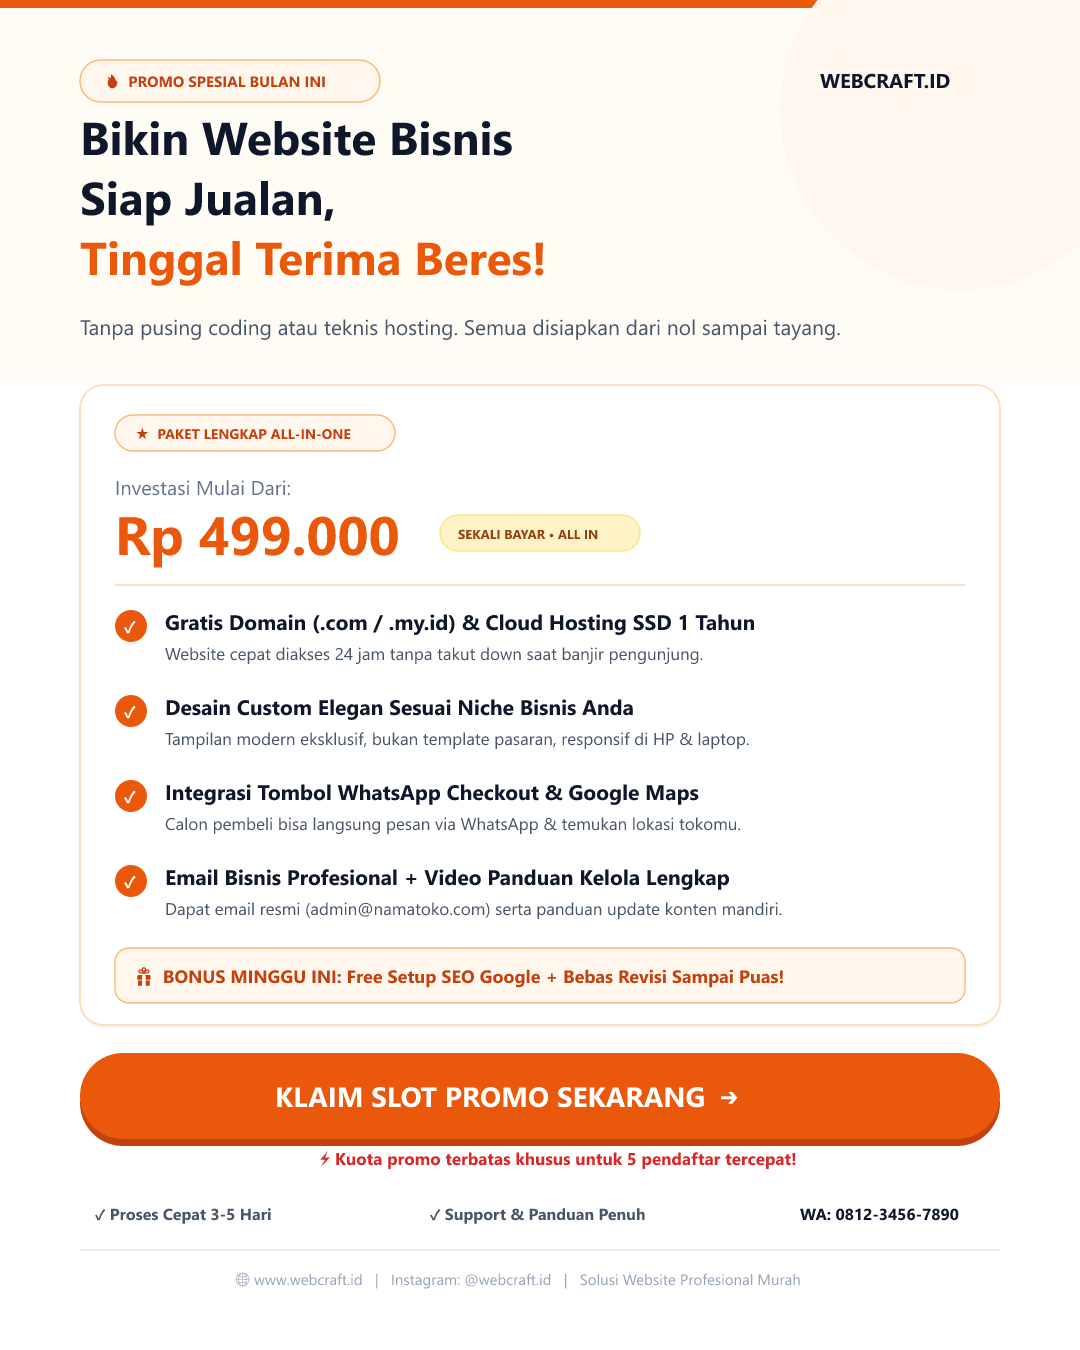 PROMO SPESIAL BULAN INI
WEBCRAFT.ID
Bikin Website Bisnis
Siap Jualan,
Tinggal Terima Beres!
Tanpa pusing coding atau teknis hosting. Semua disiapkan dari nol sampai tayang.
★ PAKET LENGKAP ALL-IN-ONE
Investasi Mulai Dari:
Rp 499.000
SEKALI BAYAR • ALL IN
✓ Gratis Domain (.com / .my.id) & Cloud Hosting SSD 1 Tahun
Website cepat diakses 24 jam tanpa takut down saat banjir pengunjung.
✓ Desain Custom Elegan Sesuai Niche Bisnis Anda
Tampilan modern eksklusif, bukan template pasaran, responsif di HP & laptop.
✓ Integrasi Tombol WhatsApp Checkout & Google Maps
Calon pembeli bisa langsung pesan via WhatsApp & temukan lokasi tokomu.
✓ Email Bisnis Profesional + Video Panduan Kelola Lengkap
Dapat email resmi (admin@namatoko.com) serta panduan update konten mandiri.
BONUS MINGGU INI: Free Setup SEO Google + Bebas Revisi Sampai Puas!
KLAIM SLOT PROMO SEKARANG ➔
Kuota promo terbatas khusus untuk 5 pendaftar tercepat!
✓ Proses Cepat 3-5 Hari
✓ Support & Panduan Penuh
WA: 0812-3456-7890
www.webcraft.id | Instagram: @webcraft.id | Solusi Website Profesional Murah